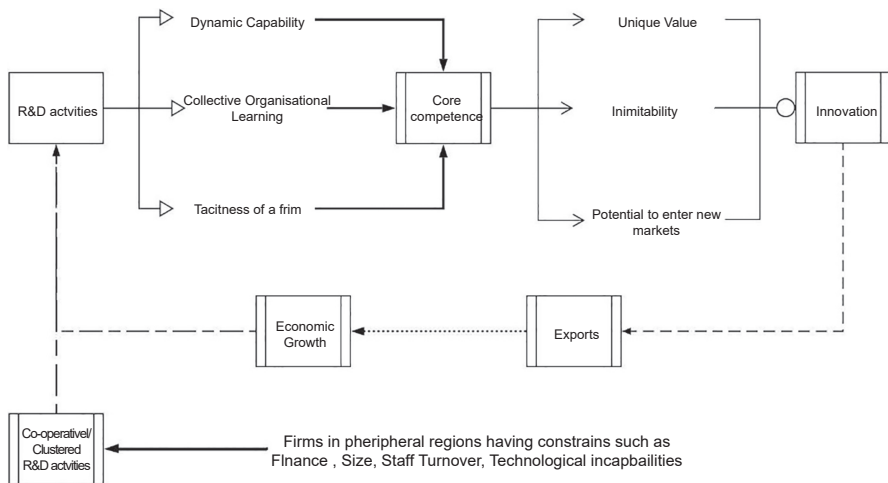 Dynamic Capability
Unique Value
R&D actvities
Collective Organisational
Learning
Core
competence
Inimitability
Innovation
Tacitness of a frim
Potential to enter new
markets
Economic
Growth
Exports
Co-operativel/
Clustered
R&D actvities
Firms in pheripheral regions having constrains such as
FInance , Size, Staff Turnover, Technological incapbailities